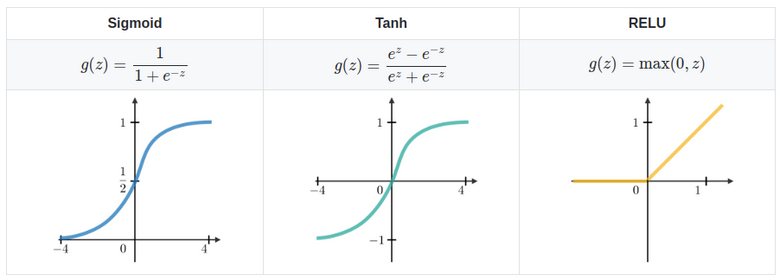 Sigmoid
g(z) = 1 / (1 + e^{-z})
1
1/2
-4
0
4
Tanh
g(z) = (e^z − e^{-z}) / (e^z + e^{-z})
1
-4
0
4
−1
RELU
g(z) = max(0, z)
1
0
1